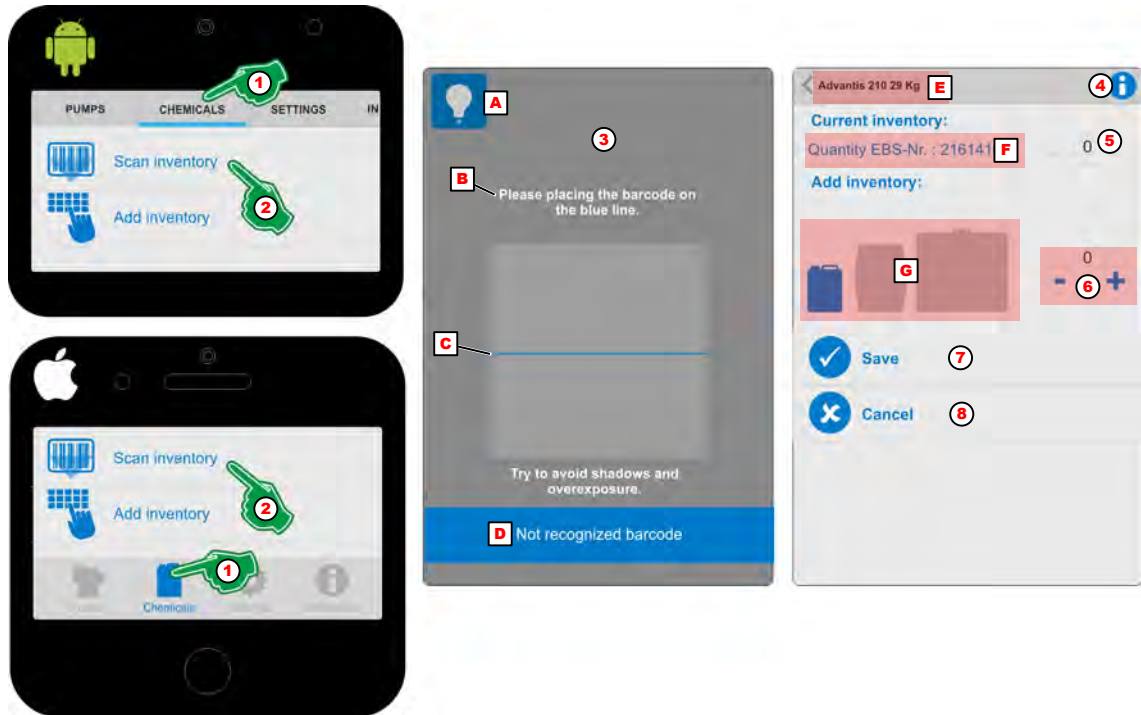 1
PUMPS CHEMICALS SETTINGS IN
Scan inventory
2
Add inventory
Scan inventory
2
Add inventory
1
Chemicals
A
3
B
Please placing the barcode on
the blue line.
C
Try to avoid shadows and
overexposure.
D Not recognized barcode
Advantis 210 29 Kg E 4
Current inventory:
Quantity EBS-Nr. : 216141 F 0 5
Add inventory:
G
0
- 6 +
Save 7
Cancel 8